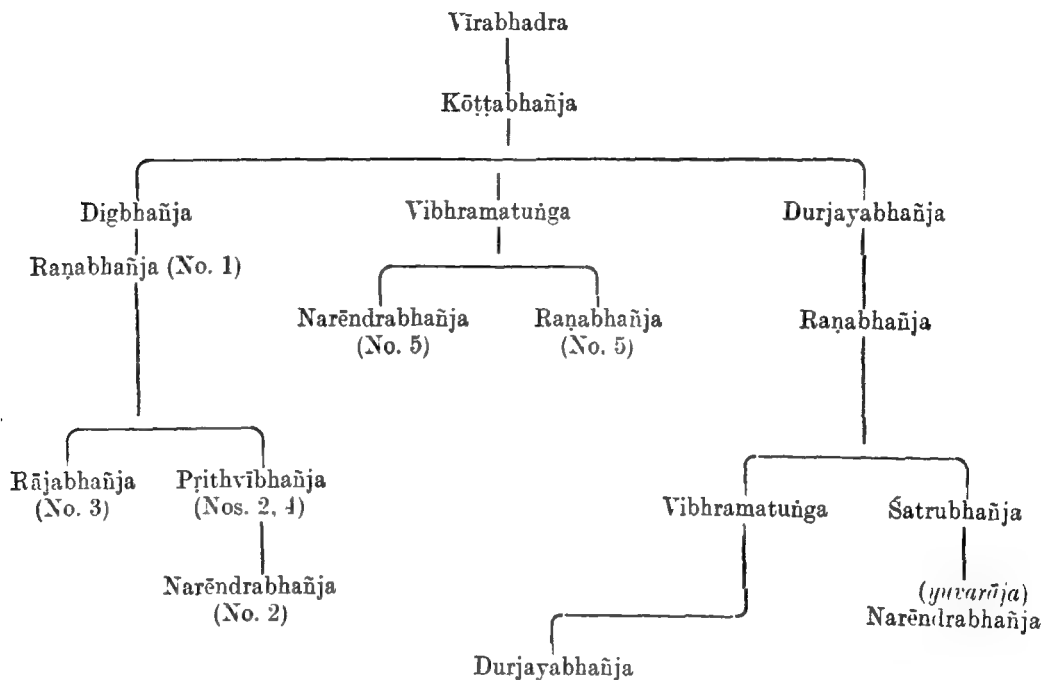 Vīrabhadra
Kōṭṭabhañja
Digbhañja Vibhramatuṅga Durjayabhañja
Raṇabhañja (No. 1)
Narēndrabhañja Raṇabhañja Raṇabhañja
(No. 5) (No. 5)
Rājabhañja Pṛithvībhañja
(No. 3) (Nos. 2, 4)
Vibhramatuṅga Śatrubhañja
Narēndrabhañja (yuvarāja)
(No. 2) Narēndrabhañja
Durjayabhañja